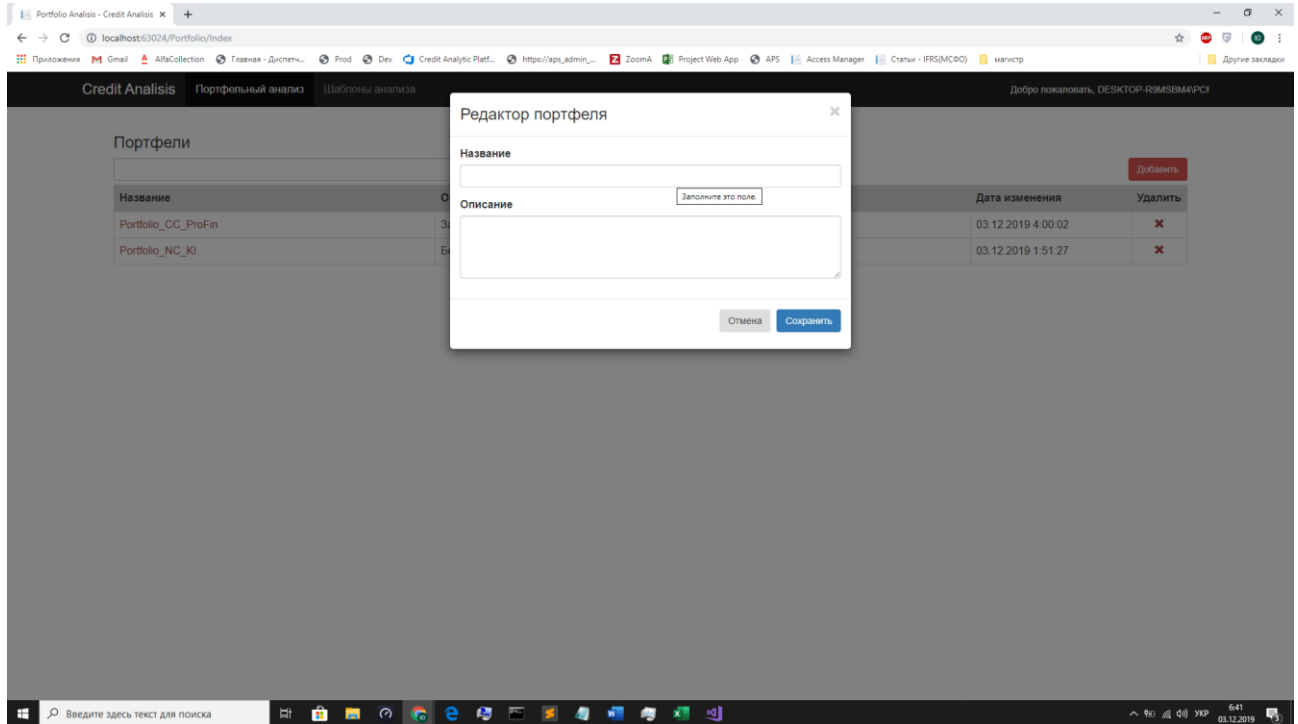 Portfolio Analisis - Credit Analisis
localhost:63024/Portfolio/Index
Приложения Gmail AlfaCollection Главная - Диспетч... Prod Dev Credit Analytic Platf... https://aps_admin_... ZoomA Project Web App APS Access Manager Статьи - IFRS(МСФО) магистр Другие закладки
Credit Analisis Портфельный анализ Шаблоны анализа Добро пожаловать, DESKTOP-R9MSBM4\PCI
Редактор портфеля
Портфели
Название
Добавить
Заполните это поле.
Название Дата изменения Удалить
Описание
Portfolio_CC_ProFin 03.12.2019 4:00:02
Portfolio_NC_KI 03.12.2019 1:51:27
Отмена Сохранить
Введите здесь текст для поиска
УКР 6:41
03.12.2019